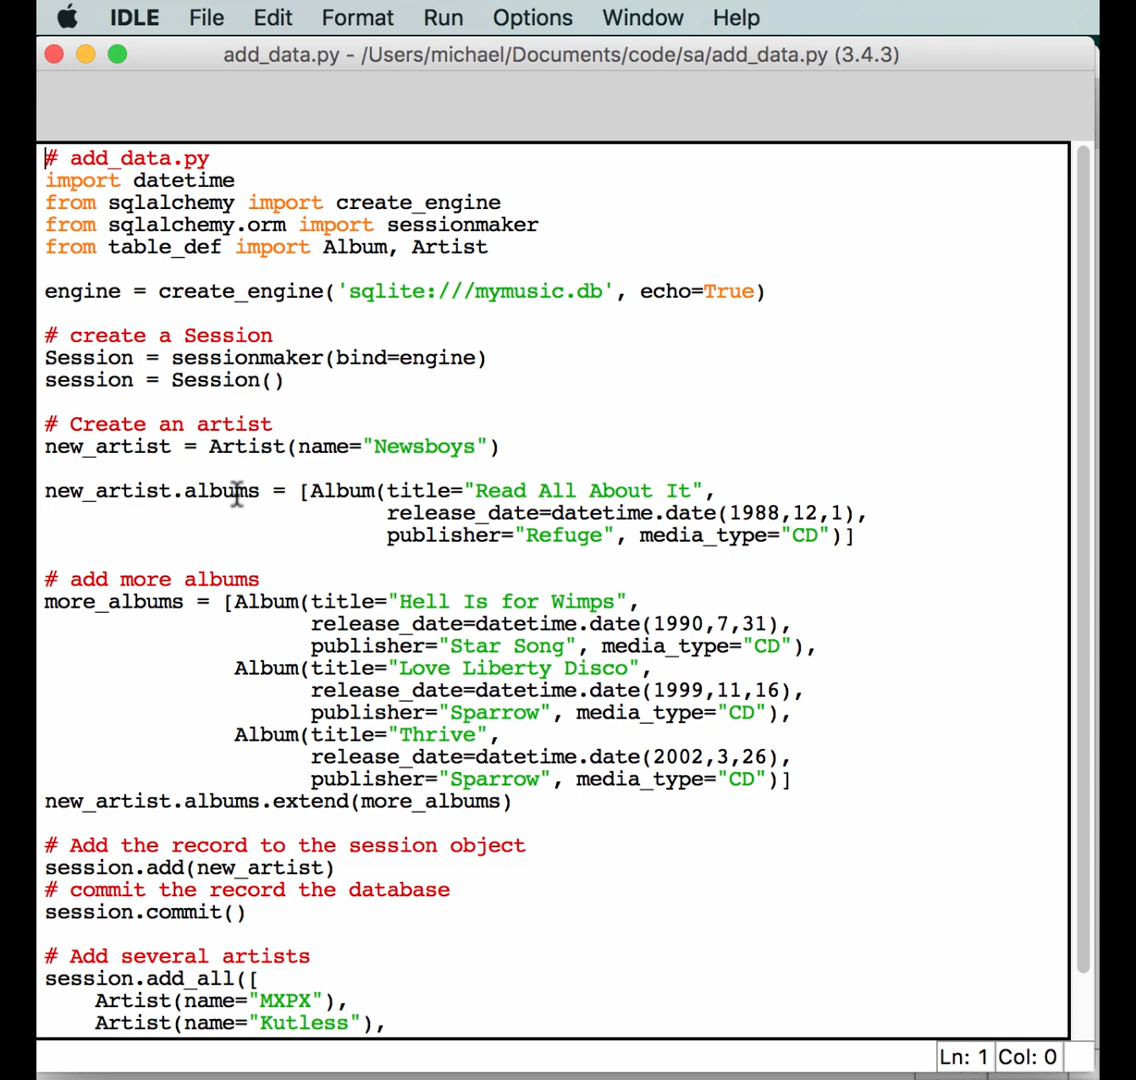 IDLE File Edit Format Run Options Window Help
add_data.py - /Users/michael/Documents/code/sa/add_data.py (3.4.3)
# add_data.py
import datetime
from sqlalchemy import create_engine
from sqlalchemy.orm import sessionmaker
from table_def import Album, Artist
engine = create_engine('sqlite:///mymusic.db', echo=True)
# create a Session
Session = sessionmaker(bind=engine)
session = Session()
# Create an artist
new_artist = Artist(name="Newsboys")
new_artist.albums = [Album(title="Read All About It",
release_date=datetime.date(1988,12,1),
publisher="Refuge", media_type="CD")]
# add more albums
more_albums = [Album(title="Hell Is for Wimps",
release_date=datetime.date(1990,7,31),
publisher="Star Song", media_type="CD"),
Album(title="Love Liberty Disco",
release_date=datetime.date(1999,11,16),
publisher="Sparrow", media_type="CD"),
Album(title="Thrive",
release_date=datetime.date(2002,3,26),
publisher="Sparrow", media_type="CD")]
new_artist.albums.extend(more_albums)
# Add the record to the session object
session.add(new_artist)
# commit the record the database
session.commit()
# Add several artists
session.add_all([
Artist(name="MXPX"),
Artist(name="Kutless"),
Ln: 1 Col: 0